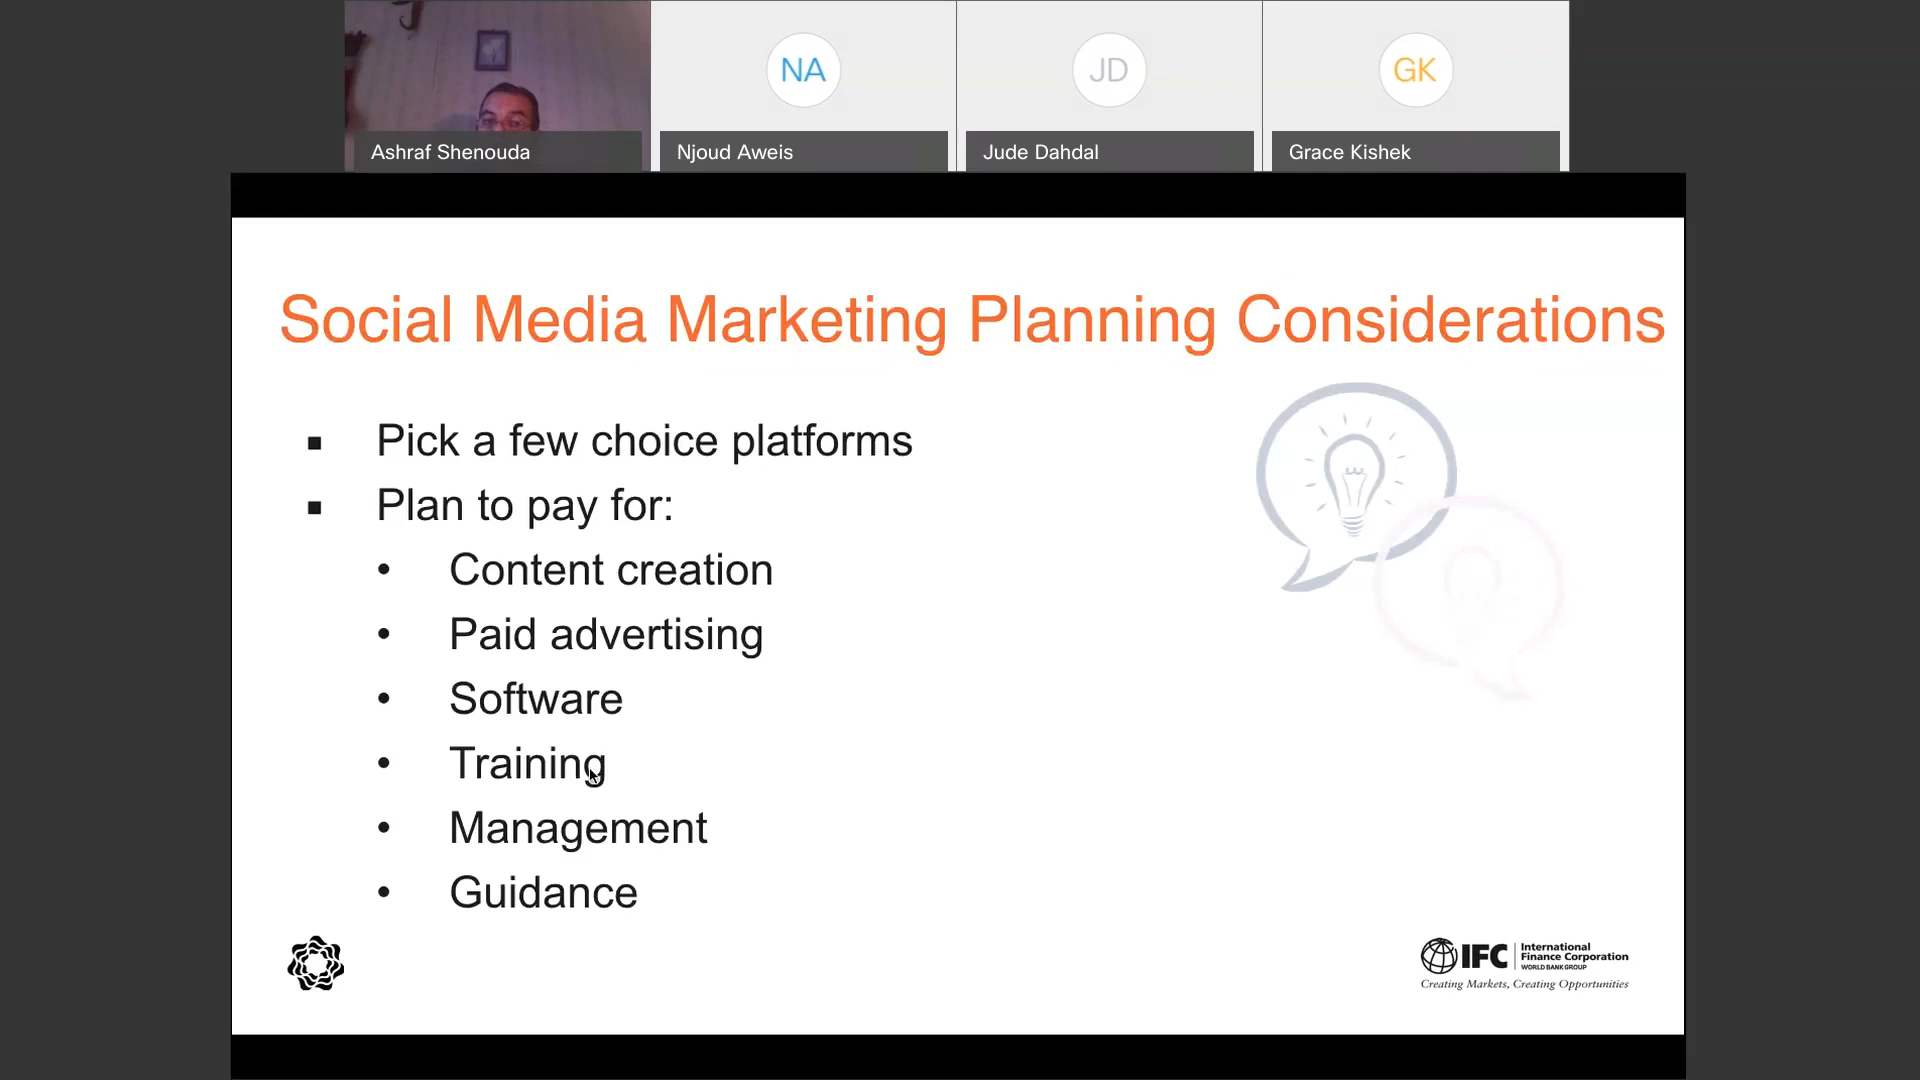 NA
JD
GK
Ashraf Shenouda
Njoud Aweis
Jude Dahdal
Grace Kishek
Social Media Marketing Planning Considerations
▪ Pick a few choice platforms
▪ Plan to pay for:
• Content creation
• Paid advertising
• Software
• Training
• Management
• Guidance
IFC
International
Finance Corporation
WORLD BANK GROUP
Creating Markets, Creating Opportunities